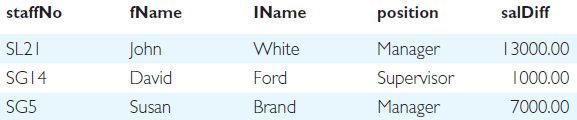 staffNo fName lName position salDiff
SL21 John White Manager 13000.00
SG14 David Ford Supervisor 1000.00
SG5 Susan Brand Manager 7000.00